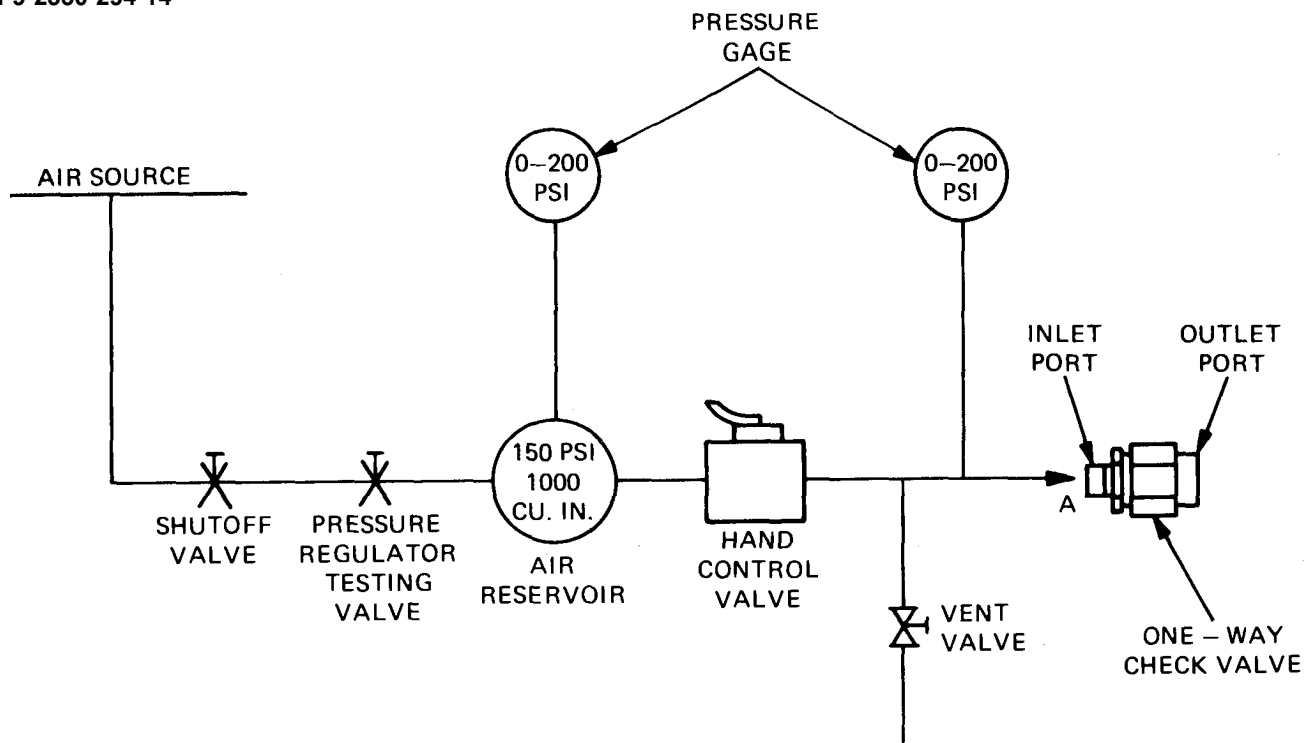 PRESSURE
GAGE
0–200
PSI
0–200
PSI
AIR SOURCE
INLET
PORT
OUTLET
PORT
150 PSI
1000
CU. IN.
A
SHUTOFF
VALVE
PRESSURE
REGULATOR
TESTING
VALVE
AIR
RESERVOIR
HAND
CONTROL
VALVE
VENT
VALVE
ONE – WAY
CHECK VALVE